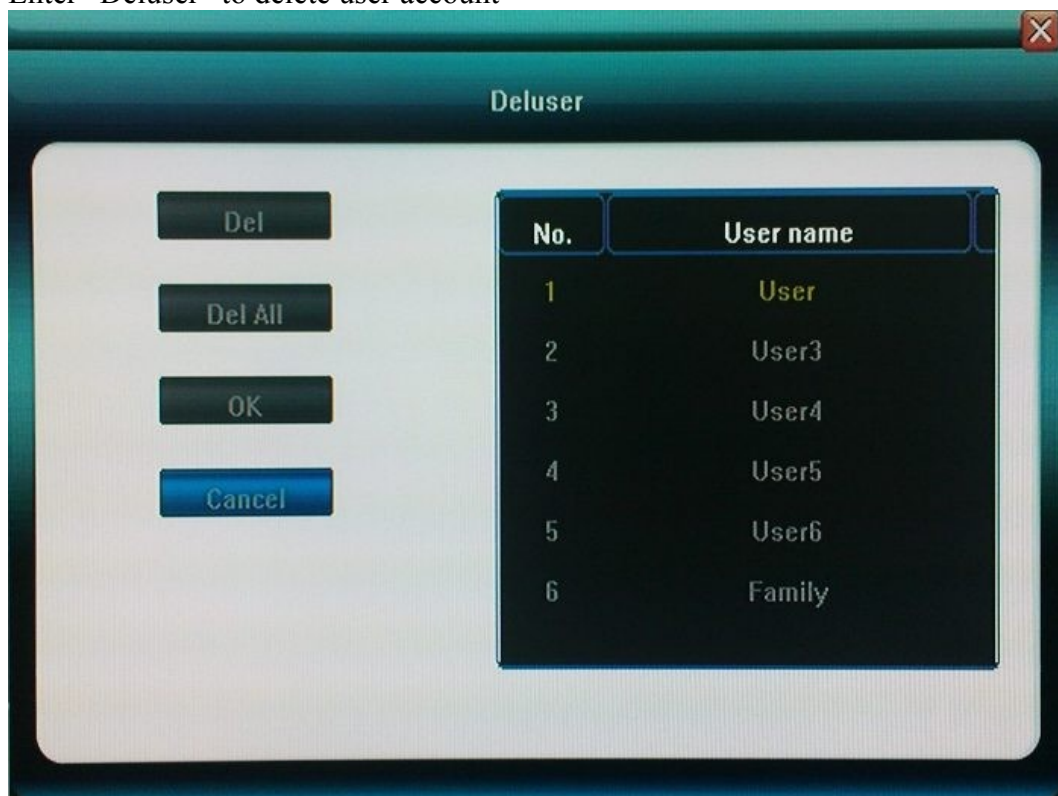 Enter "Deluser" to delete user account
Deluser
Del
Del All
OK
Cancel
No. User name
1 User
2 User3
3 User4
4 User5
5 User6
6 Family